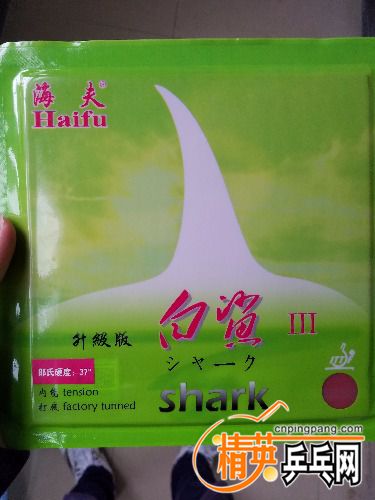 海夫®
Haifu
升級版
白鲨 III
シャーク
shark
邵氏硬度：37°
内能 tension
打底 factory tunned
cnpingpang.com
精英乒乓网